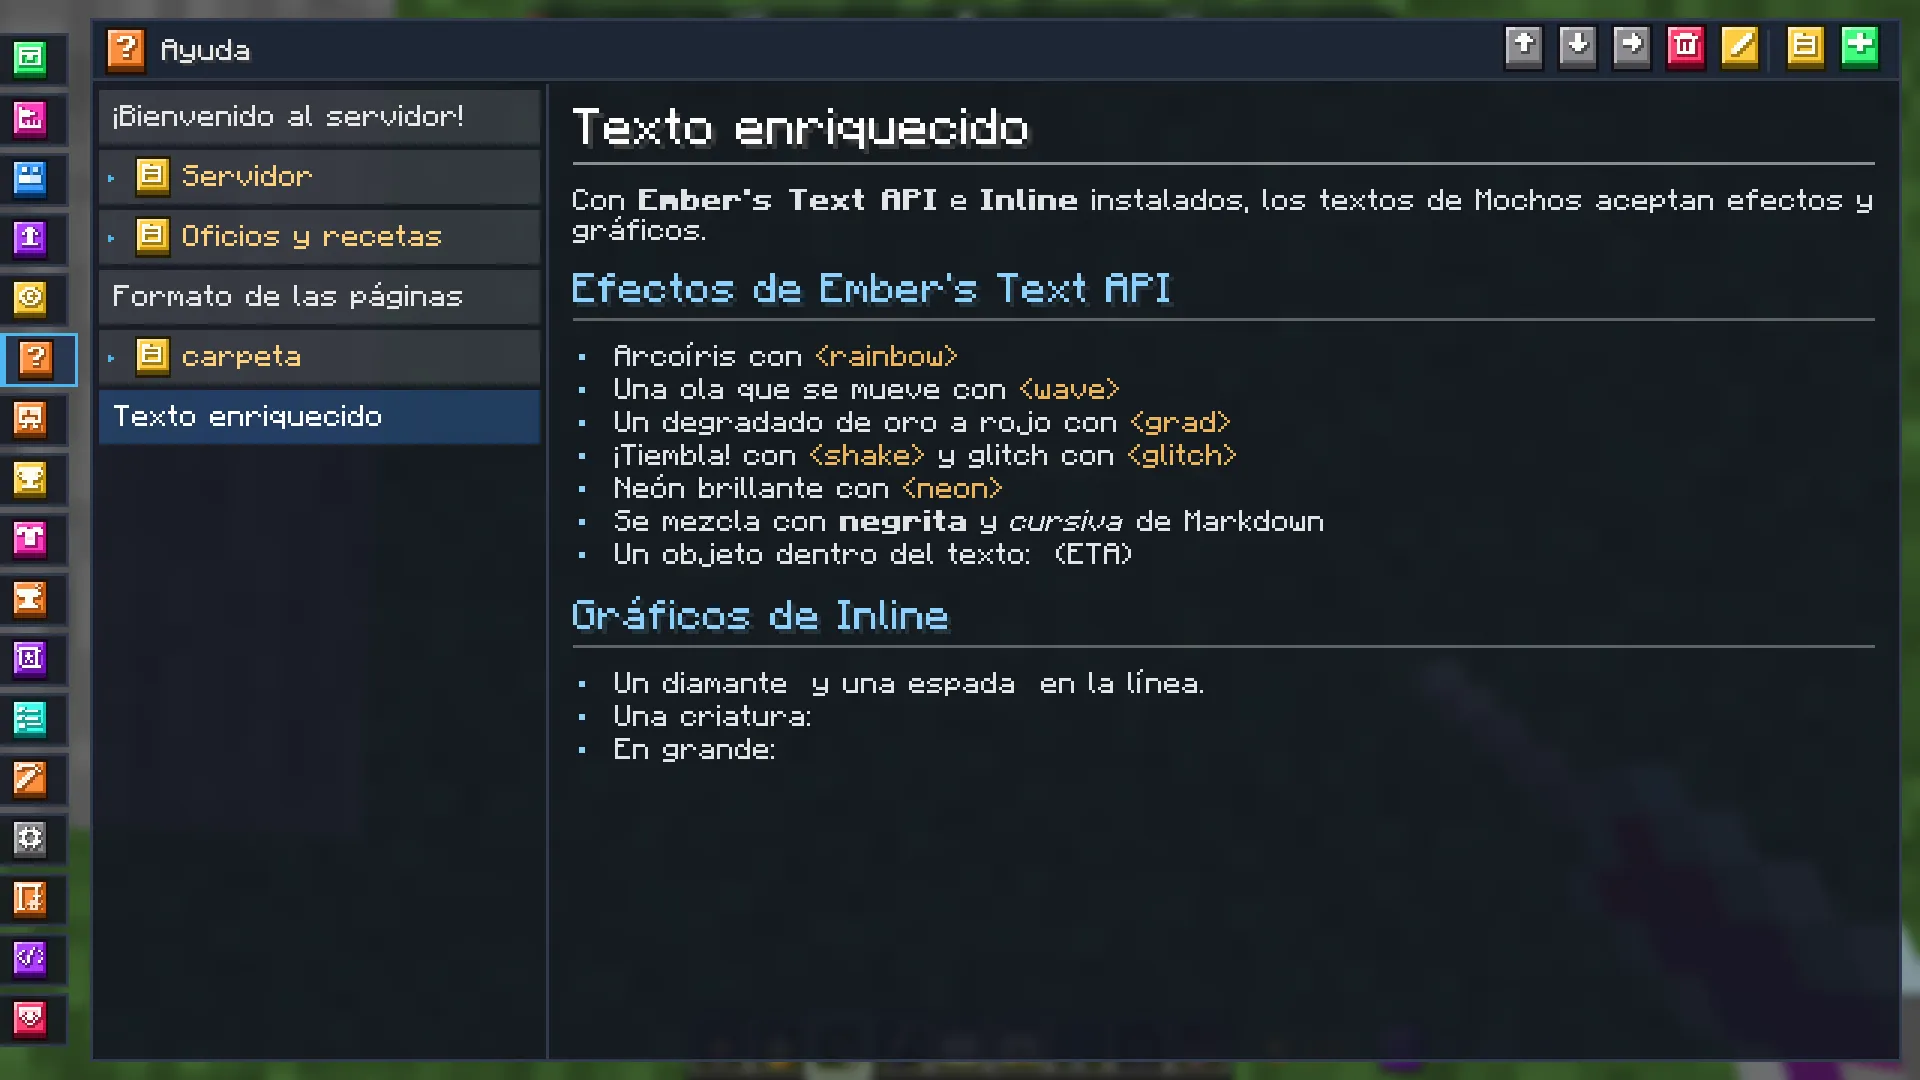 Ayuda
¡Bienvenido al servidor!
Servidor
Oficios y recetas
Formato de las páginas
carpeta
Texto enriquecido
Texto enriquecido
Con Ember's Text API e Inline instalados, los textos de Mochos aceptan efectos y
gráficos.
Efectos de Ember's Text API
Arcoíris con <rainbow>
Una ola que se mueve con <wave>
Un degradado de oro a rojo con <grad>
¡Tiembla! con <shake> y glitch con <glitch>
Neón brillante con <neon>
Se mezcla con negrita y cursiva de Markdown
Un objeto dentro del texto: (ETA)
Gráficos de Inline
Un diamante y una espada en la línea.
Una criatura:
En grande: